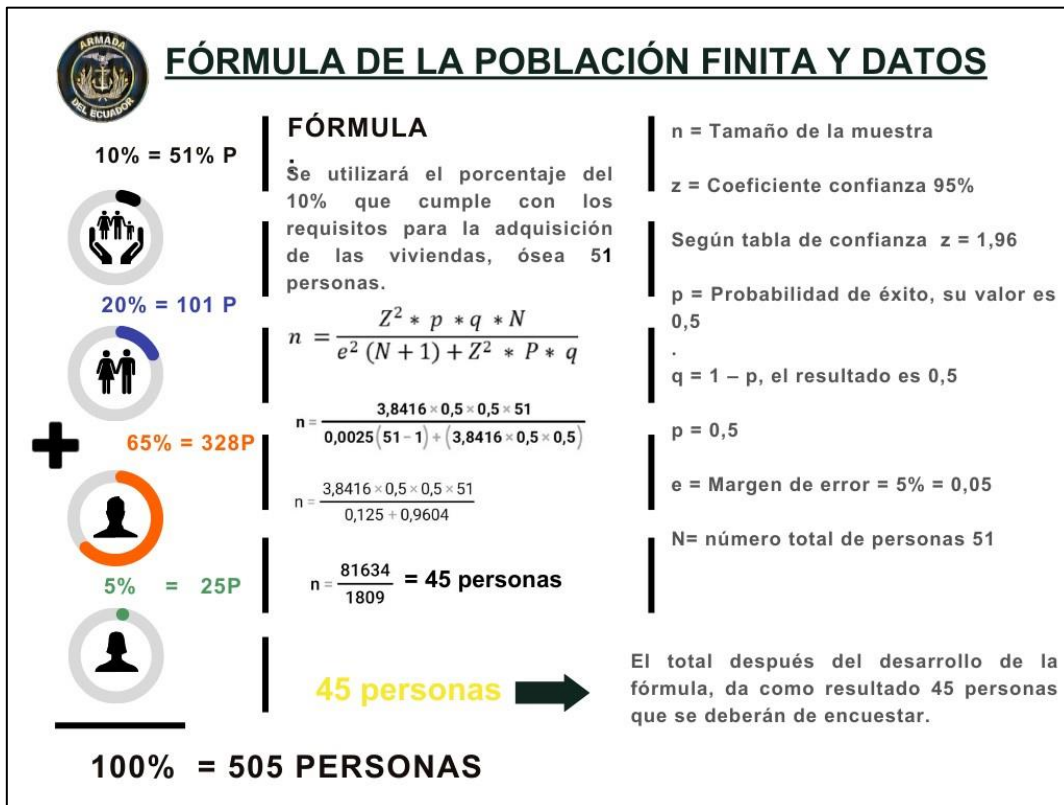 ARMADA
DEL ECUADOR
FÓRMULA DE LA POBLACIÓN FINITA Y DATOS
10% = 51% P
20% = 101 P
65% = 328P
5% = 25P
100% = 505 PERSONAS
FÓRMULA
:
Se utilizará el porcentaje del
10% que cumple con los
requisitos para la adquisición
de las viviendas, ósea 51
personas.
n = Z² * p * q * N / e² (N + 1) + Z² * P * q
n = 3,8416 × 0,5 × 0,5 × 51 / 0,0025(51 − 1) + (3,8416 × 0,5 × 0,5)
n = 3,8416 × 0,5 × 0,5 × 51 / 0,125 + 0,9604
n = 81634 / 1809 = 45 personas
45 personas
n = Tamaño de la muestra
z = Coeficiente confianza 95%
Según tabla de confianza z = 1,96
p = Probabilidad de éxito, su valor es
0,5
.
q = 1 – p, el resultado es 0,5
p = 0,5
e = Margen de error = 5% = 0,05
N= número total de personas 51
El total después del desarrollo de la
fórmula, da como resultado 45 personas
que se deberán de encuestar.